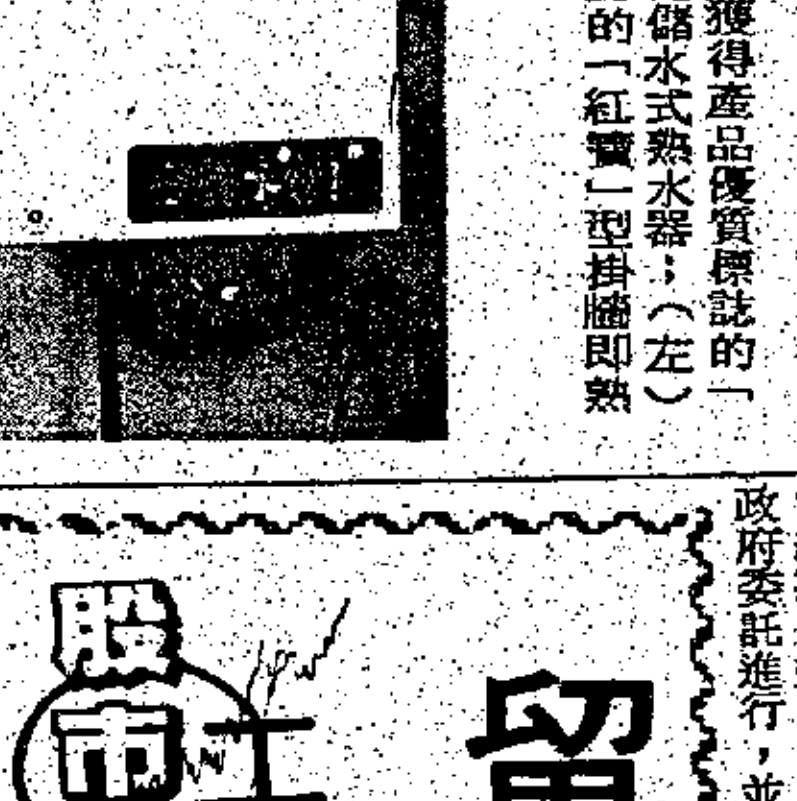 獲得產品優質標誌的「
儲水式熱水器；（左）
的「紅寶」型掛牆即熱
政府委託進行，並
股市
留